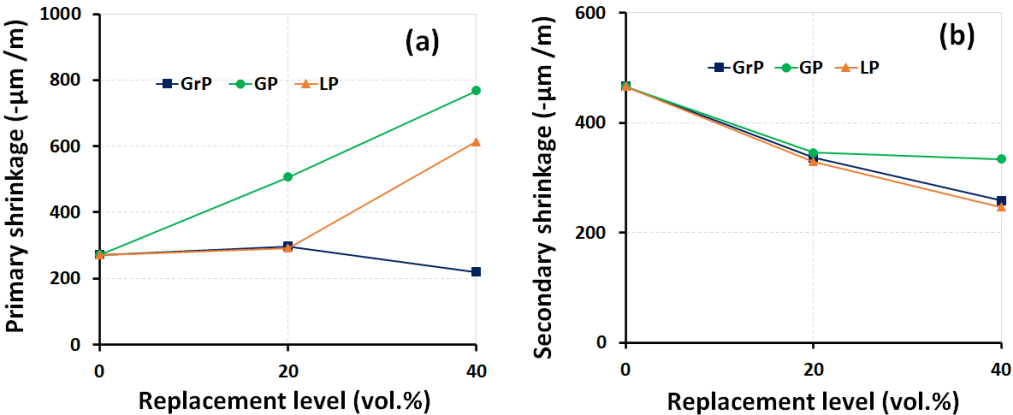 Primary shrinkage (-µm /m)
1000
800
600
400
200
0
(a)
GrP GP LP
0 20 40
Replacement level (vol.%)
Secondary shrinkage (-µm /m)
600
400
200
0
(b)
GrP GP LP
0 20 40
Replacement level (vol.%)